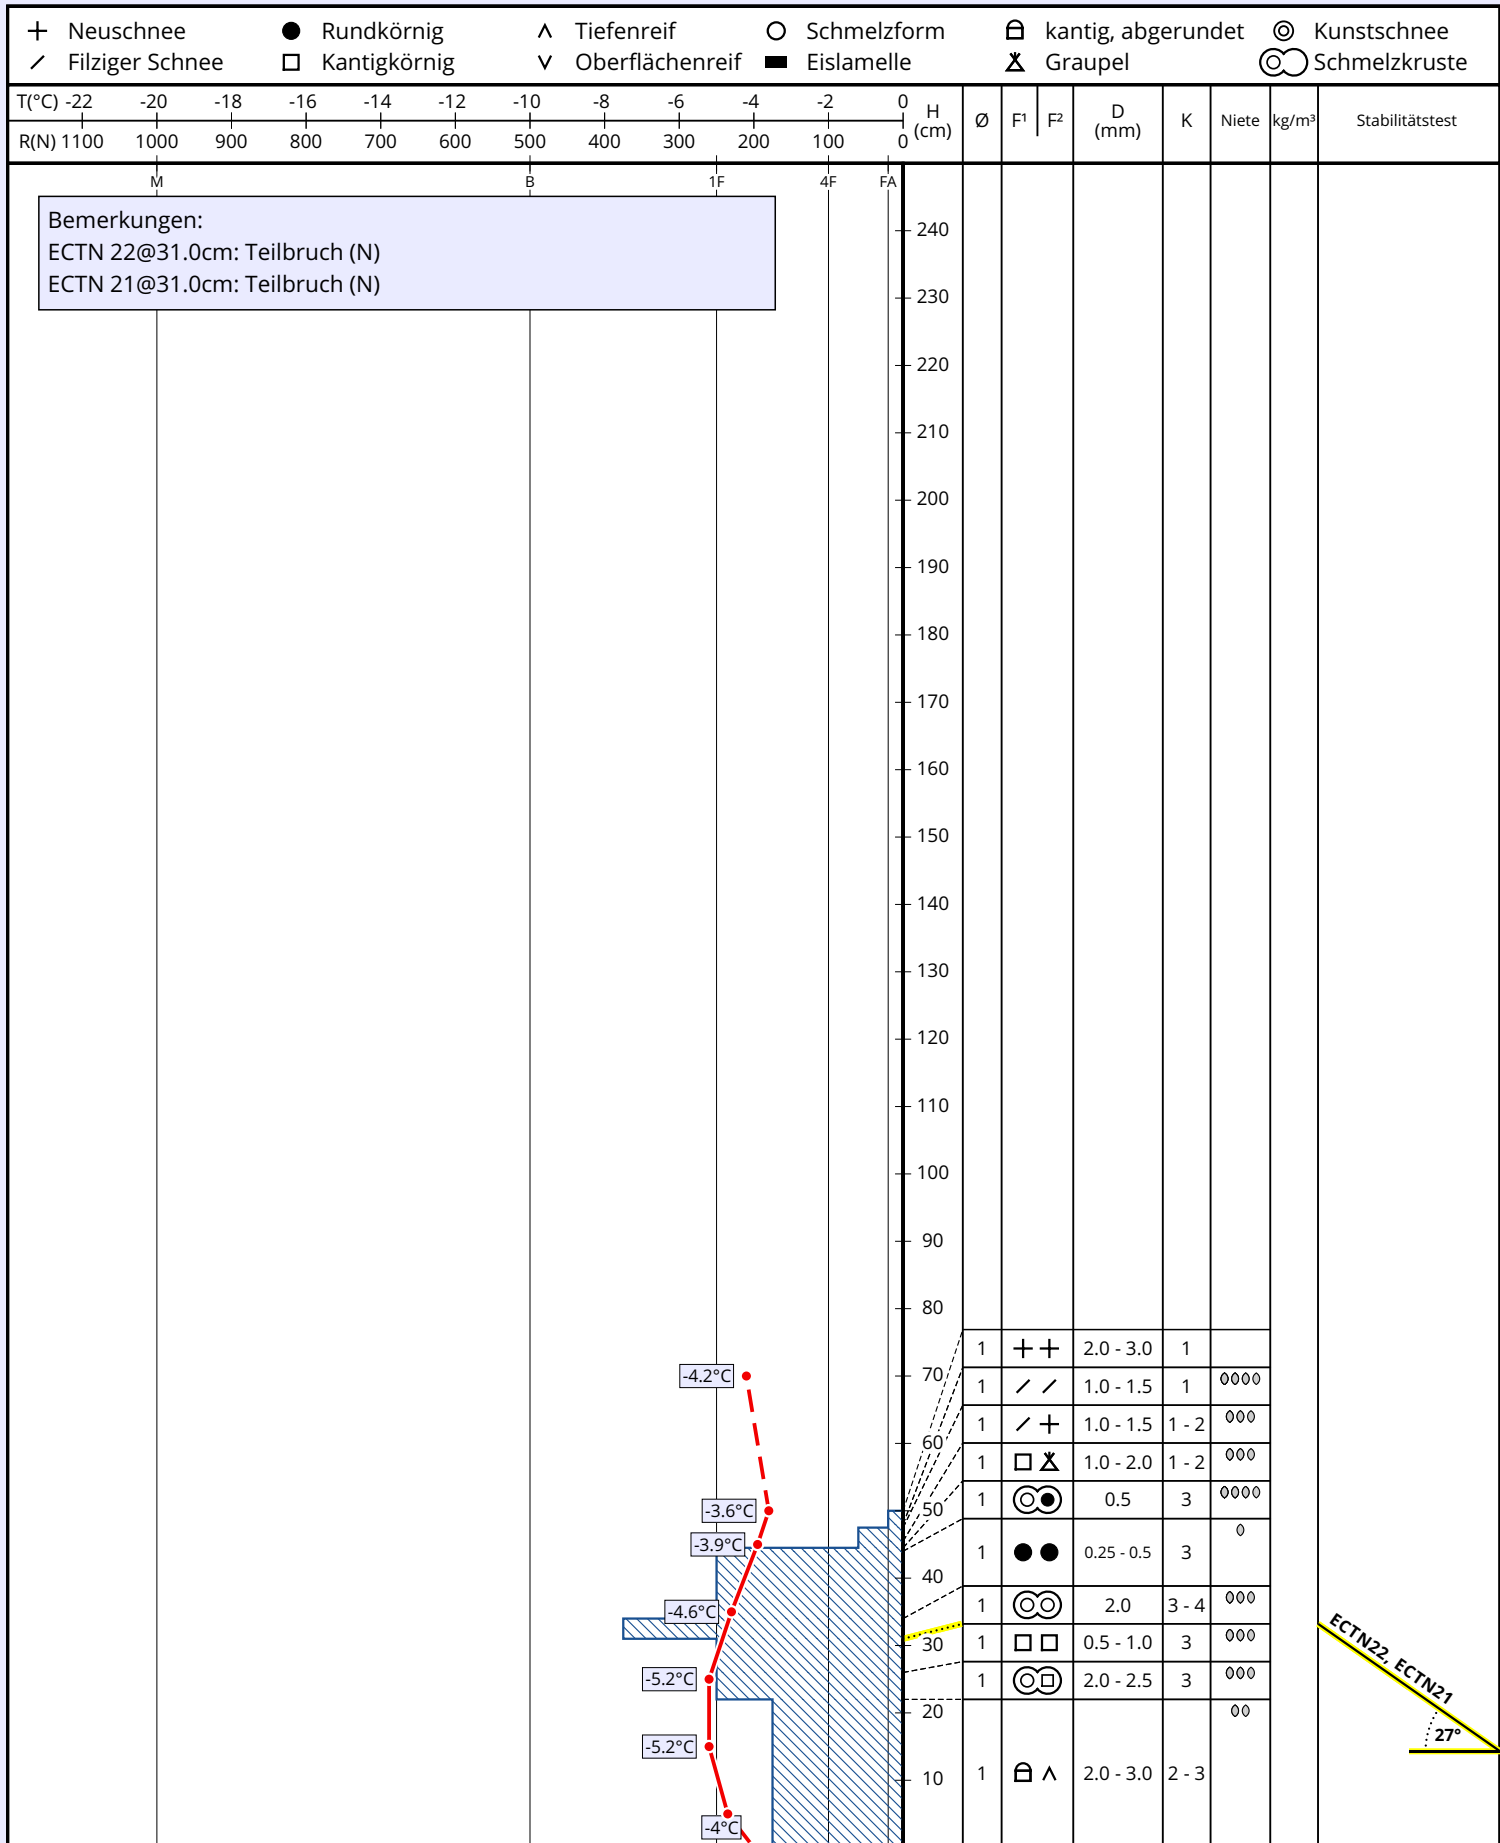 Neuschnee Rundkörnig Tiefenreif Schmelzform kantig, abgerundet Kunstschnee
Filziger Schnee Kantigkörnig Oberflächenreif Eislamelle Graupel Schmelzkruste
T(°C) -22 -20 -18 -16 -14 -12 -10 -8 -6 -4 -2 0
R(N) 1100 1000 900 800 700 600 500 400 300 200 100 0
H (cm) Ø F¹ F² D (mm) K Niete kg/m³ Stabilitätstest
M B 1F 4F FA
Bemerkungen:
ECTN 22@31.0cm: Teilbruch (N)
ECTN 21@31.0cm: Teilbruch (N)
240
230
220
210
200
190
180
170
160
150
140
130
120
110
100
90
80
1 2.0 - 3.0 1
-4.2°C 70
1 1.0 - 1.5 1
1 1.0 - 1.5 1 - 2
60
1 1.0 - 2.0 1 - 2
1 0.5 3
-3.6°C 50
-3.9°C
1 0.25 - 0.5 3
40
1 2.0 3 - 4
-4.6°C
30
1 0.5 - 1.0 3
-5.2°C
1 2.0 - 2.5 3
ECTN22, ECTN21
20
27°
-5.2°C
10
1 2.0 - 3.0 2 - 3
-4°C